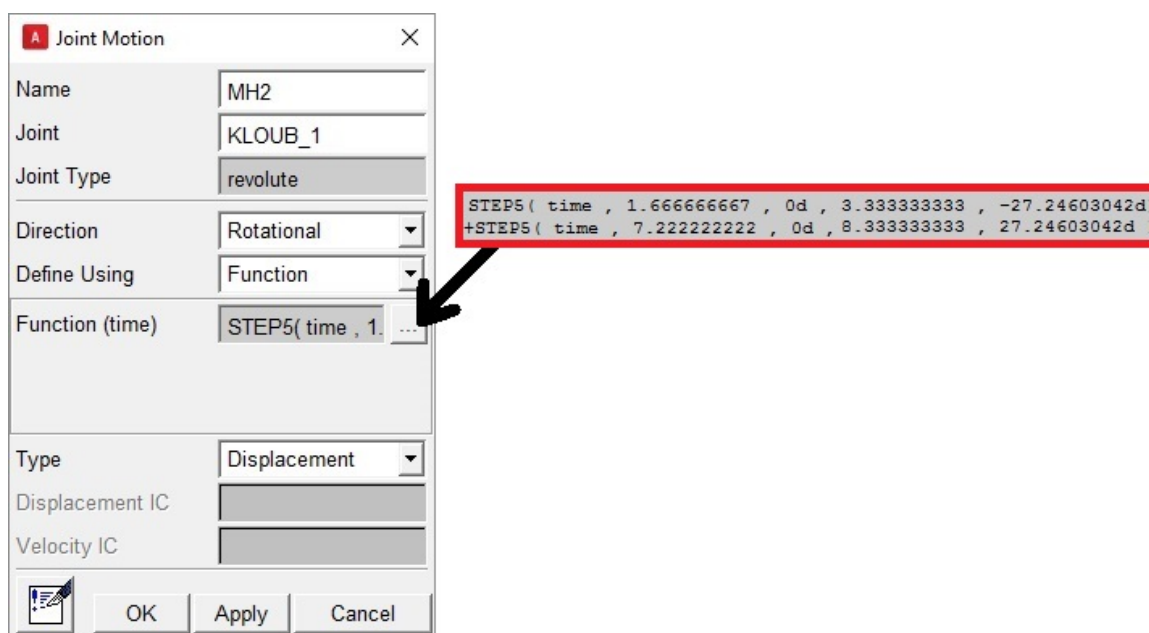 A Joint Motion
Name MH2
Joint KLOUB_1
Joint Type revolute
Direction Rotational
Define Using Function
Function (time) STEP5( time , 1. ...
STEP5( time , 1.666666667 , 0d , 3.333333333 , -27.24603042d)
+STEP5( time , 7.222222222 , 0d ,8.333333333 , 27.24603042d
Type Displacement
Displacement IC
Velocity IC
OK Apply Cancel